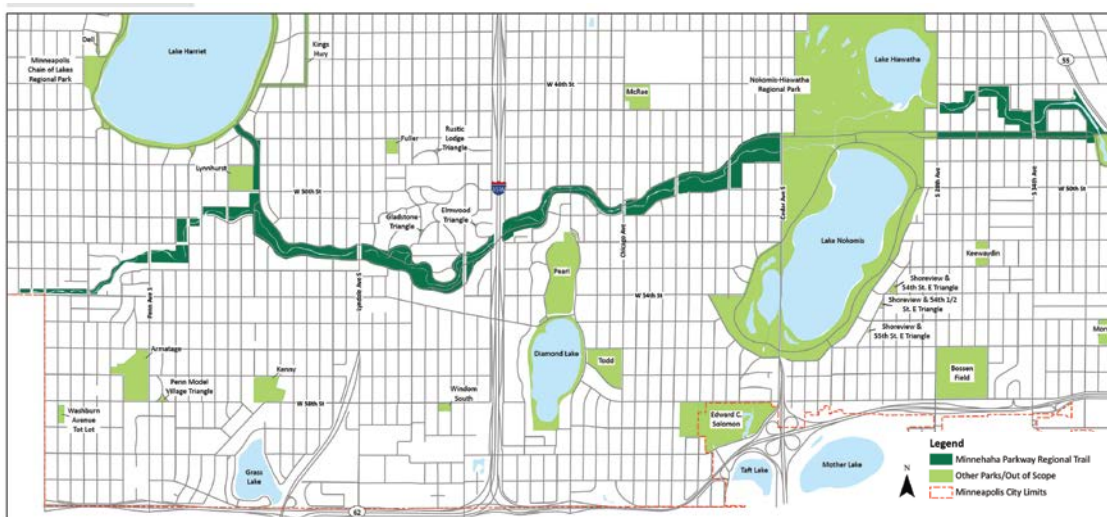 Dell
Lake Harriet
Kings
Hwy
Minneapolis
Chain of Lakes
Regional Park
Lynnhurst
W 50th St
Fuller
Rustic
Lodge
Triangle
Gladstone
Triangle
Elmwood
Triangle
W 46th St
McRae
Nokomis-Hiawatha
Regional Park
Lake Hiawatha
55
S 28th Ave
S 34th Ave
W 50th St
Cedar Ave S
Chicago Ave
Lyndale Ave S
Penn Ave S
Pearl
W 54th St
Lake Nokomis
Keewaydin
Shoreview &
54th St. E Triangle
Shoreview & 54th 1/2
St. E Triangle
Shoreview &
55th St. E Triangle
Armatage
Penn Model
Village Triangle
Kenny
W 58th St
Washburn
Avenue
Tot Lot
Windom
South
Diamond Lake
Todd
Bossen
Field
Edward C.
Solomon
Grass
Lake
Taft Lake
Mother Lake
62
N
Legend
Minnehaha Parkway Regional Trail
Other Parks/Out of Scope
Minneapolis City Limits